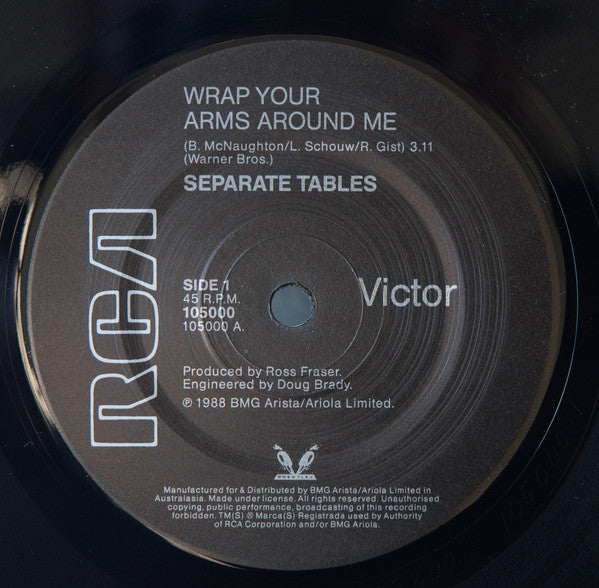 WRAP YOUR
ARMS AROUND ME
(B. McNaughton/L. Schouw/R. Gist) 3.11
(Warner Bros.)
SEPARATE TABLES
RCA
SIDE 1
45 R.P.M.
105000
105000 A.
Victor
Produced by Ross Fraser.
Engineered by Doug Brady.
℗ 1988 BMG Arista/Ariola Limited.
Manufactured for & Distributed by BMG Arista/Ariola Limited in
Australasia. Made under license. All rights reserved. Unauthorised
copying, public performance, broadcasting of this recording
forbidden. TM(S) ® Marca(S) Registrada used by Authority
of RCA Corporation and/or BMG Ariola.